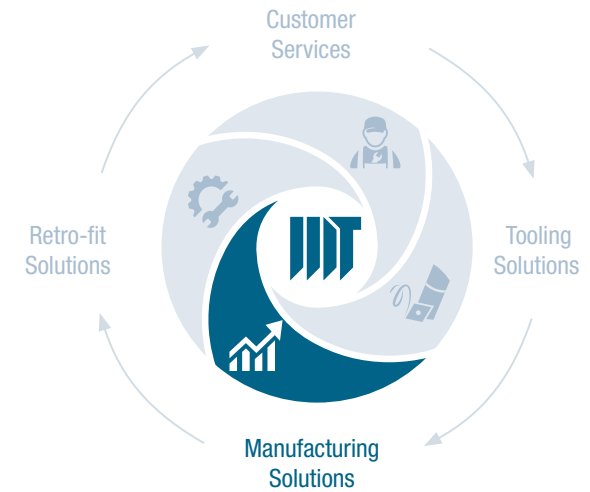 Customer
Services
Retro-fit
Solutions
Tooling
Solutions
Manufacturing
Solutions